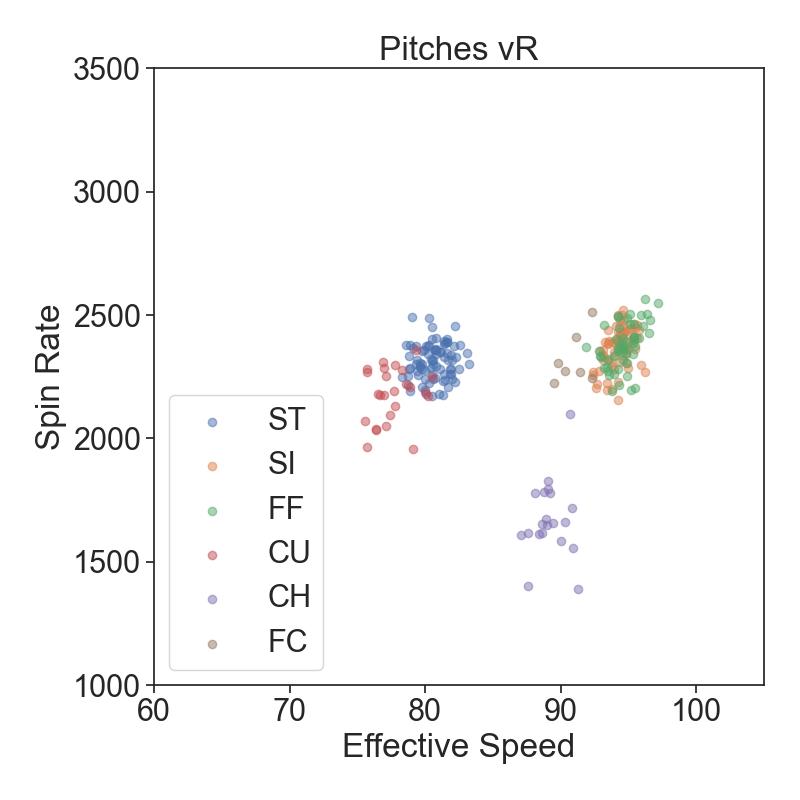 Pitches vR
3500
3000
2500
2000
1500
1000
Spin Rate
ST
SI
FF
CU
CH
FC
60 70 80 90 100
Effective Speed